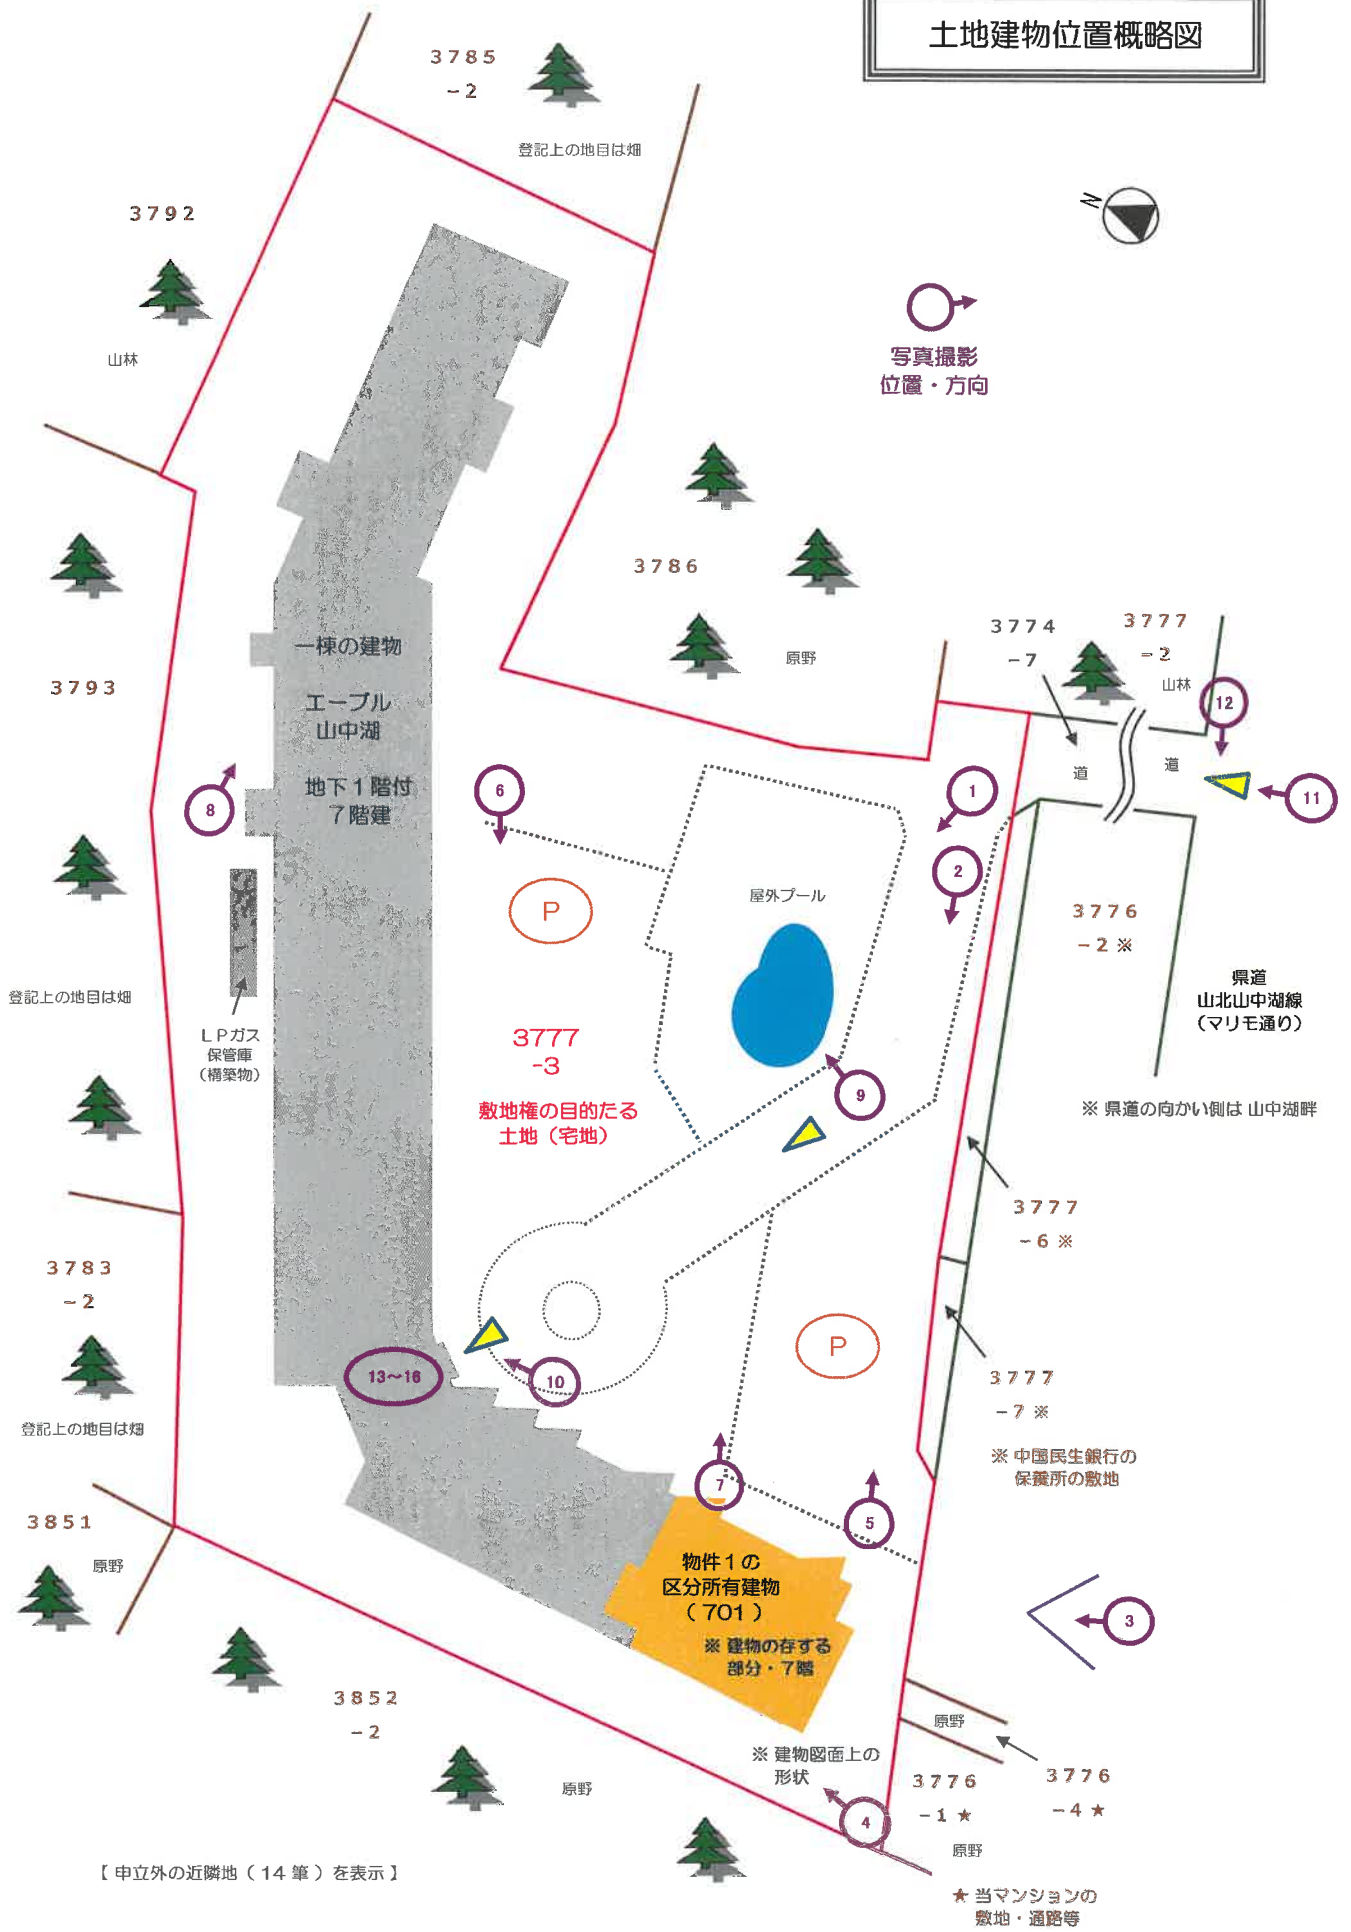 土地建物位置概略図
3785
-2
登記上の地目は畑
N
3792
山林
写真撮影
位置・方向
3786
原野
3774
-7
3777
-2
山林
12
道
道
11
一棟の建物
エーブル
山中湖
地下1階付
7階建
3793
8
6
1
2
P
屋外プール
3776
-2 ※
県道
山北山中湖線
（マリモ通り）
登記上の地目は畑
LPガス
保管庫
（構築物）
3777
-3
敷地権の目的たる
土地（宅地）
9
※ 県道の向かい側は 山中湖畔
3777
-6 ※
3783
-2
P
13～16
10
3777
-7 ※
登記上の地目は畑
※ 中国民生銀行の
保養所の敷地
7
5
3851
原野
物件1の
区分所有建物
（701）
※ 建物の存する
部分・7階
3
3852
-2
原野
※ 建物図面上の
形状
3776
-1 ★
3776
-4 ★
原野
4
原野
【 申立外の近隣地（14筆）を表示 】
★ 当マンションの
敷地・通路等